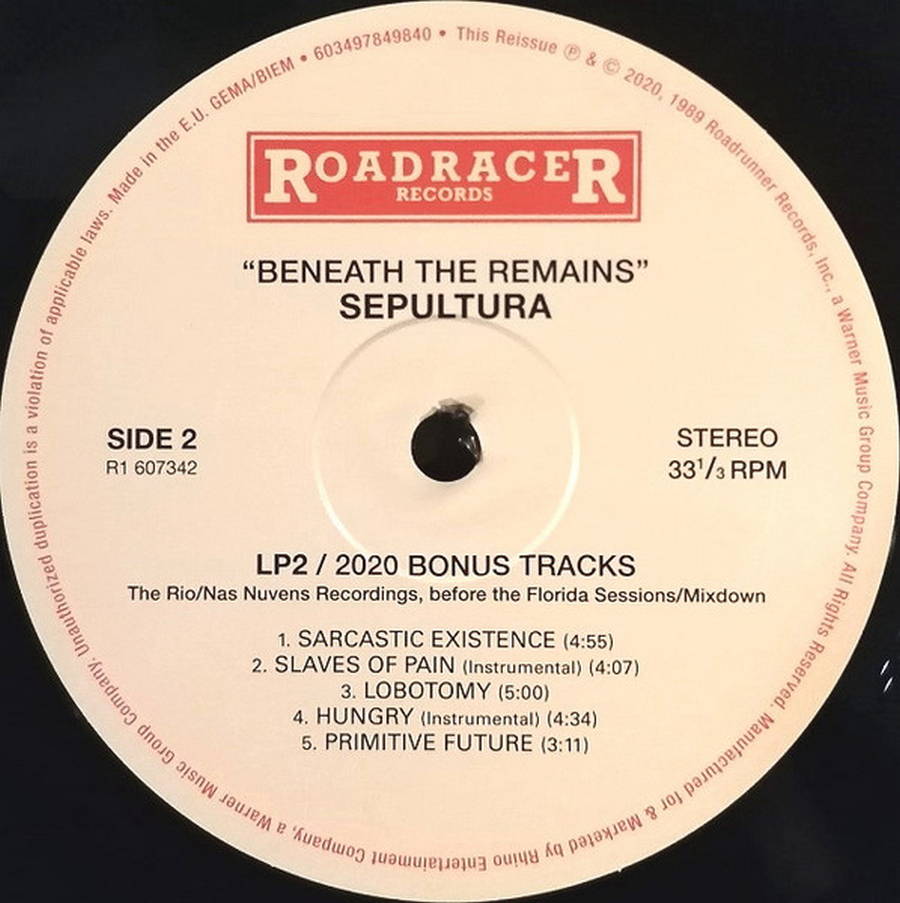 Made in the E.U. GEMA/BIEM • 603497849840 • This Reissue ℗ & © 2020, 1989 Roadrunner Records, Inc., a Warner Music Group Company. All Rights Reserved. Manufactured for & Marketed by Rhino Entertainment Company, a Warner Music Group Company. Unauthorized duplication is a violation of applicable laws.
ROADRACER
RECORDS
“BENEATH THE REMAINS”
SEPULTURA
SIDE 2
R1 607342
STEREO
33¹/₃ RPM
LP2 / 2020 BONUS TRACKS
The Rio/Nas Nuvens Recordings, before the Florida Sessions/Mixdown
1. SARCASTIC EXISTENCE (4:55)
2. SLAVES OF PAIN (Instrumental) (4:07)
3. LOBOTOMY (5:00)
4. HUNGRY (Instrumental) (4:34)
5. PRIMITIVE FUTURE (3:11)